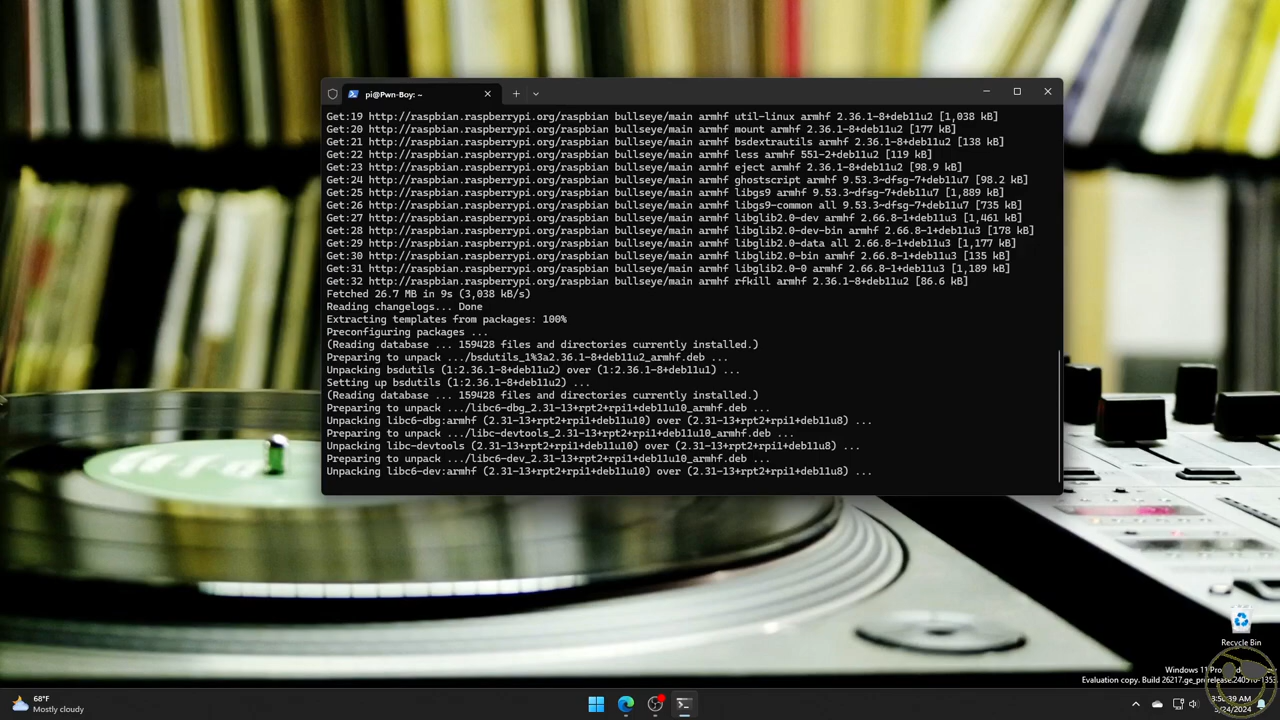 pi@Pwn-Boy: ~
Get:19 http://raspbian.raspberrypi.org/raspbian bullseye/main armhf util-linux armhf 2.36.1-8+deb11u2 [1,038 kB]
Get:20 http://raspbian.raspberrypi.org/raspbian bullseye/main armhf mount armhf 2.36.1-8+deb11u2 [177 kB]
Get:21 http://raspbian.raspberrypi.org/raspbian bullseye/main armhf bsdextrautils armhf 2.36.1-8+deb11u2 [138 kB]
Get:22 http://raspbian.raspberrypi.org/raspbian bullseye/main armhf less armhf 551-2+deb11u2 [119 kB]
Get:23 http://raspbian.raspberrypi.org/raspbian bullseye/main armhf eject armhf 2.36.1-8+deb11u2 [98.9 kB]
Get:24 http://raspbian.raspberrypi.org/raspbian bullseye/main armhf ghostscript armhf 9.53.3~dfsg-7+deb11u7 [98.2 kB]
Get:25 http://raspbian.raspberrypi.org/raspbian bullseye/main armhf libgs9 armhf 9.53.3~dfsg-7+deb11u7 [1,889 kB]
Get:26 http://raspbian.raspberrypi.org/raspbian bullseye/main armhf libgs9-common all 9.53.3~dfsg-7+deb11u7 [735 kB]
Get:27 http://raspbian.raspberrypi.org/raspbian bullseye/main armhf libglib2.0-dev armhf 2.66.8-1+deb11u3 [1,461 kB]
Get:28 http://raspbian.raspberrypi.org/raspbian bullseye/main armhf libglib2.0-dev-bin armhf 2.66.8-1+deb11u3 [178 kB]
Get:29 http://raspbian.raspberrypi.org/raspbian bullseye/main armhf libglib2.0-data all 2.66.8-1+deb11u3 [1,177 kB]
Get:30 http://raspbian.raspberrypi.org/raspbian bullseye/main armhf libglib2.0-bin armhf 2.66.8-1+deb11u3 [135 kB]
Get:31 http://raspbian.raspberrypi.org/raspbian bullseye/main armhf libglib2.0-0 armhf 2.66.8-1+deb11u3 [1,189 kB]
Get:32 http://raspbian.raspberrypi.org/raspbian bullseye/main armhf rfkill armhf 2.36.1-8+deb11u2 [86.6 kB]
Fetched 26.7 MB in 9s (3,038 kB/s)
Reading changelogs... Done
Extracting templates from packages: 100%
Preconfiguring packages ...
(Reading database ... 159428 files and directories currently installed.)
Preparing to unpack .../bsdutils_1%3a2.36.1-8+deb11u2_armhf.deb ...
Unpacking bsdutils (1:2.36.1-8+deb11u2) over (1:2.36.1-8+deb11u1) ...
Setting up bsdutils (1:2.36.1-8+deb11u2) ...
(Reading database ... 159428 files and directories currently installed.)
Preparing to unpack .../libc6-dbg_2.31-13+rpt2+rpi1+deb11u10_armhf.deb ...
Unpacking libc6-dbg:armhf (2.31-13+rpt2+rpi1+deb11u10) over (2.31-13+rpt2+rpi1+deb11u8) ...
Preparing to unpack .../libc-devtools_2.31-13+rpt2+rpi1+deb11u10_armhf.deb ...
Unpacking libc-devtools (2.31-13+rpt2+rpi1+deb11u10) over (2.31-13+rpt2+rpi1+deb11u8) ...
Preparing to unpack .../libc6-dev_2.31-13+rpt2+rpi1+deb11u10_armhf.deb ...
Unpacking libc6-dev:armhf (2.31-13+rpt2+rpi1+deb11u10) over (2.31-13+rpt2+rpi1+deb11u8) ...
Recycle Bin
Windows 11
Evaluation copy. Build 26217.ge_prerelease
68°F
Mostly cloudy
AM